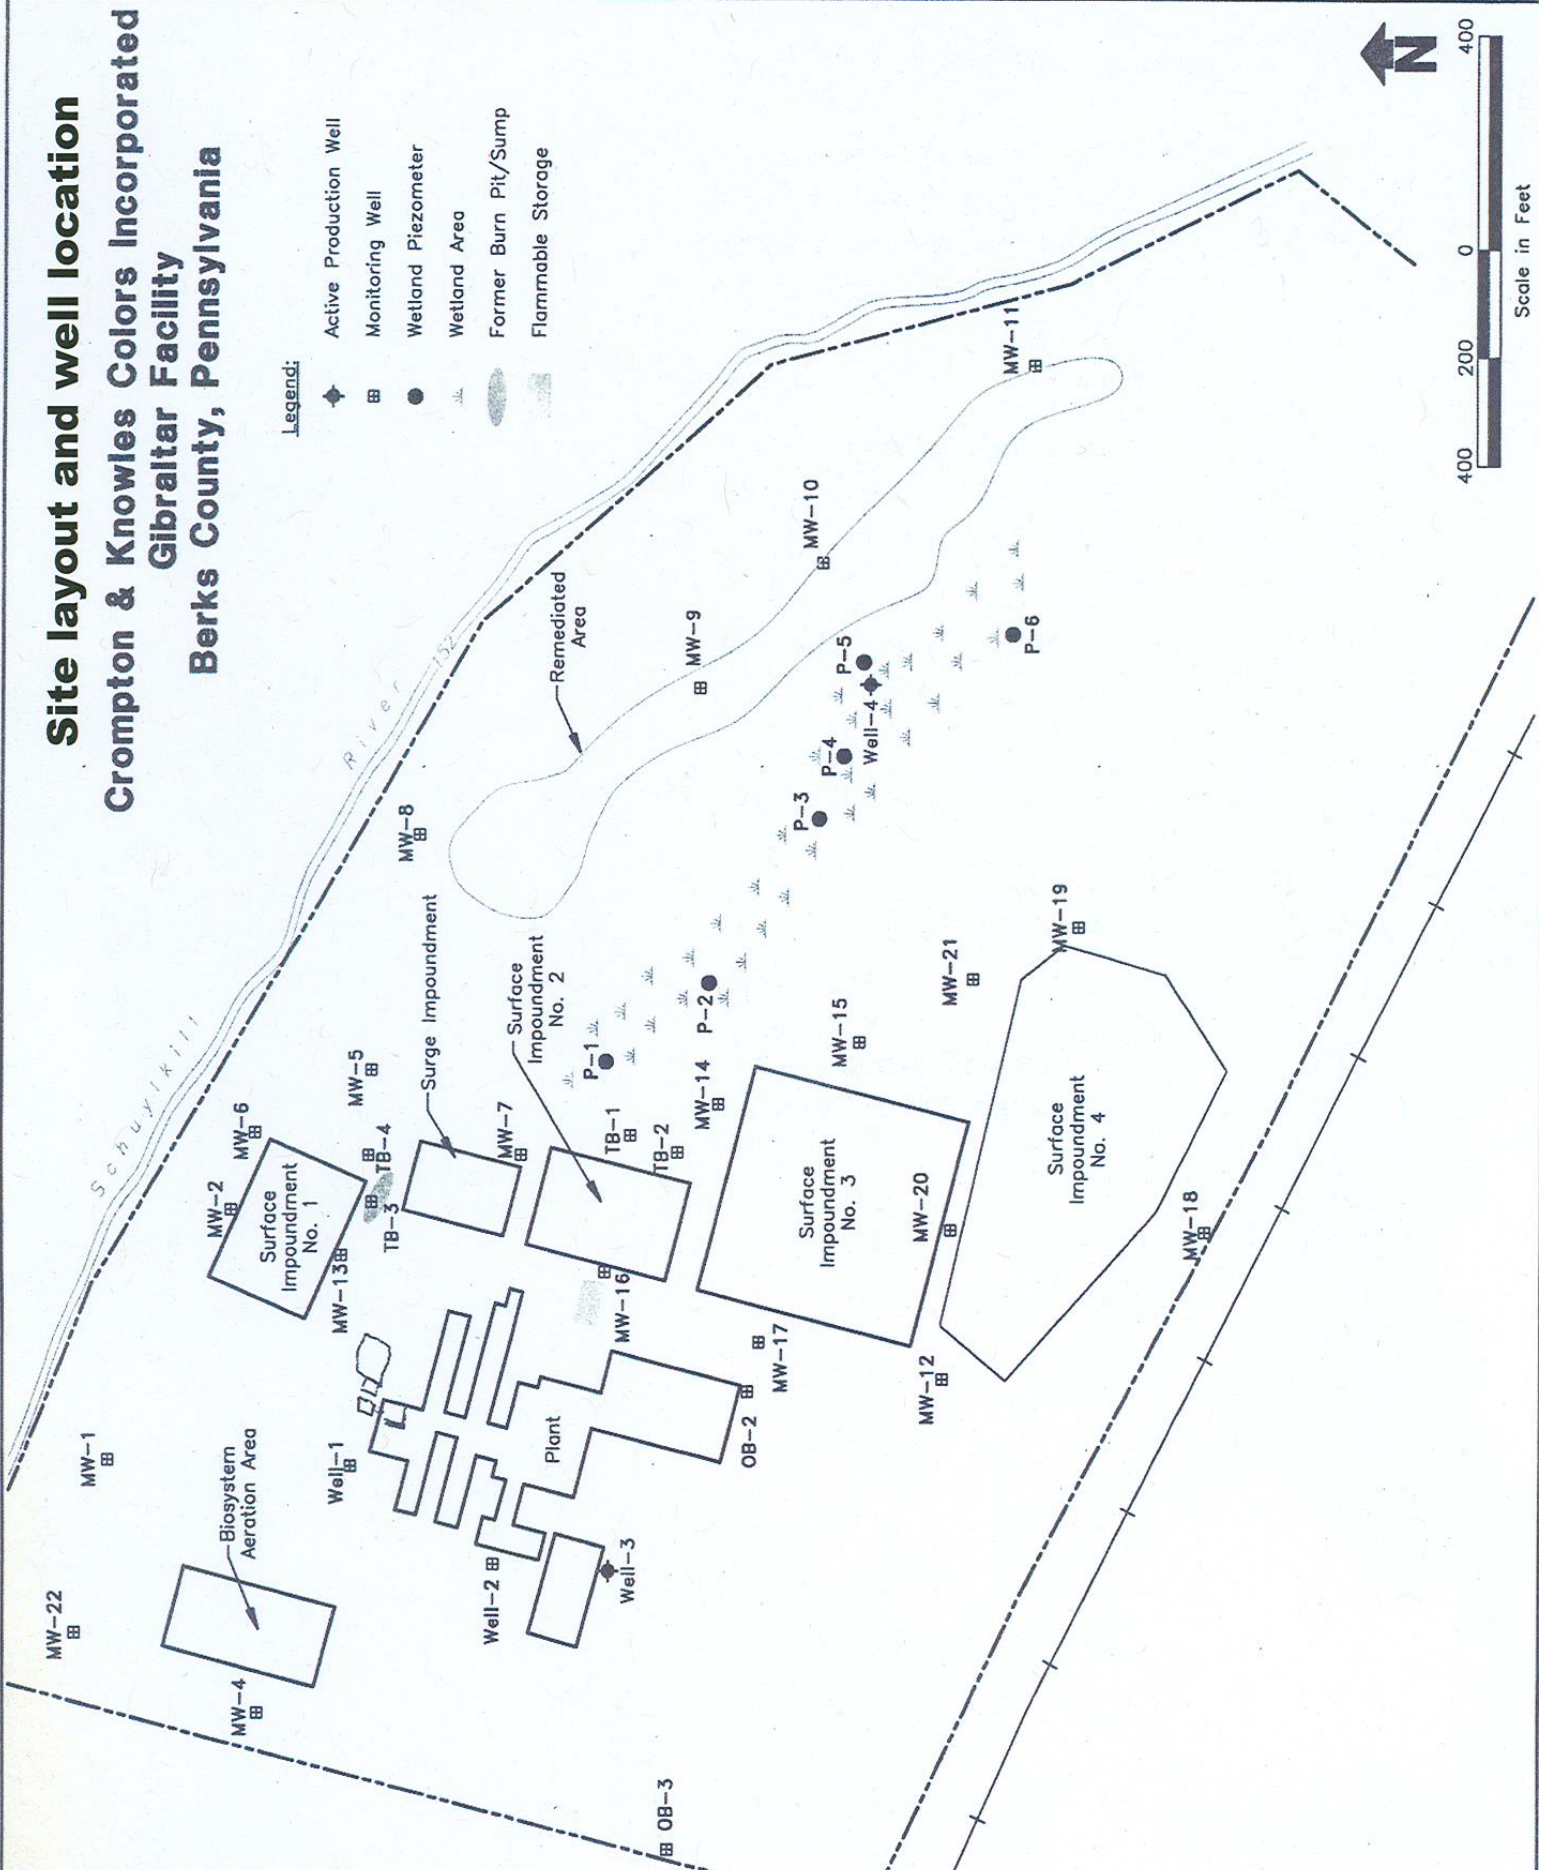 Site layout and well location
Crompton & Knowles Colors Incorporated
Gibraltar Facility
Berks County, Pennsylvania
Legend:
Active Production Well
Monitoring Well
Wetland Piezometer
Wetland Area
Former Burn Pit/Sump
Flammable Storage
Schuylkill
River
152
MW-22
MW-1
MW-4
Biosystem
Aeration Area
MW-2
MW-6
Surface
Impoundment
No. 1
MW-13
MW-5
TB-4
TB-3
Surge Impoundment
MW-8
MW-7
Surface
Impoundment
No. 2
Remediated
Area
Well-1
Well-2
Well-3
Plant
MW-16
TB-1
TB-2
P-1
P-2
MW-14
MW-9
MW-10
MW-11
P-3
P-4
Well-4
P-5
P-6
OB-2
OB-3
MW-17
Surface
Impoundment
No. 3
MW-15
MW-12
MW-20
MW-21
MW-19
Surface
Impoundment
No. 4
MW-18
N
400
200
0
400
Scale in Feet